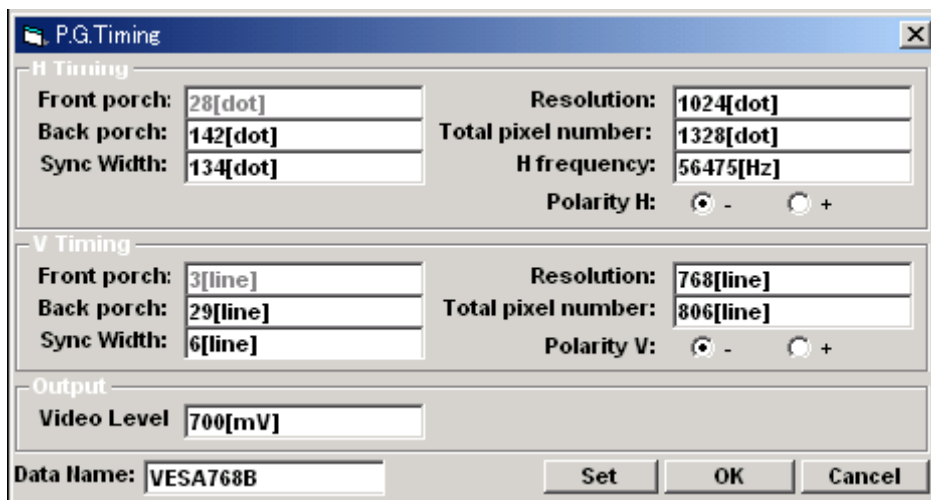 P.G.Timing
H Timing
Front porch: 28[dot] Resolution: 1024[dot]
Back porch: 142[dot] Total pixel number: 1328[dot]
Sync Width: 134[dot] H frequency: 56475[Hz]
Polarity H: - +
V Timing
Front porch: 3[line] Resolution: 768[line]
Back porch: 29[line] Total pixel number: 806[line]
Sync Width: 6[line] Polarity V: - +
Output
Video Level 700[mV]
Data Name: VESA768B Set OK Cancel